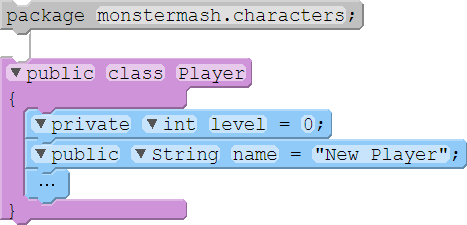 package monstermash.characters;
▼public class Player
{
▼private ▼int level = 0;
▼public ▼String name = "New Player";
...
}